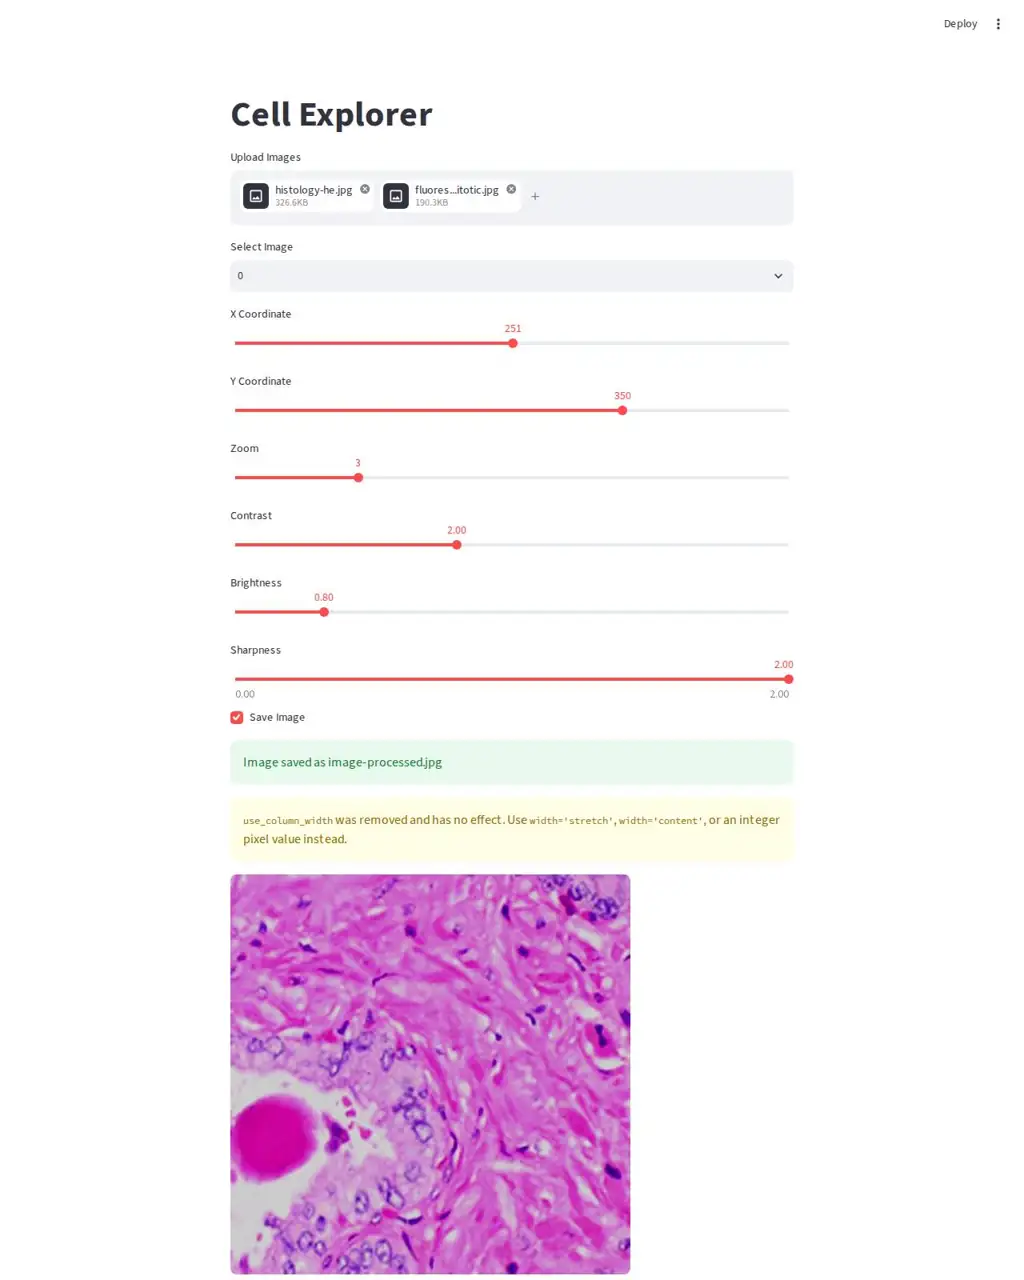 Deploy
Cell Explorer
Upload Images
histology-he.jpg
326.6KB
fluores...itotic.jpg
190.3KB
Select Image
0
X Coordinate
251
Y Coordinate
350
Zoom
3
Contrast
2.00
Brightness
0.80
Sharpness
2.00
0.00
2.00
Save Image
Image saved as image-processed.jpg
use_column_width was removed and has no effect. Use width='stretch', width='content', or an integer
pixel value instead.